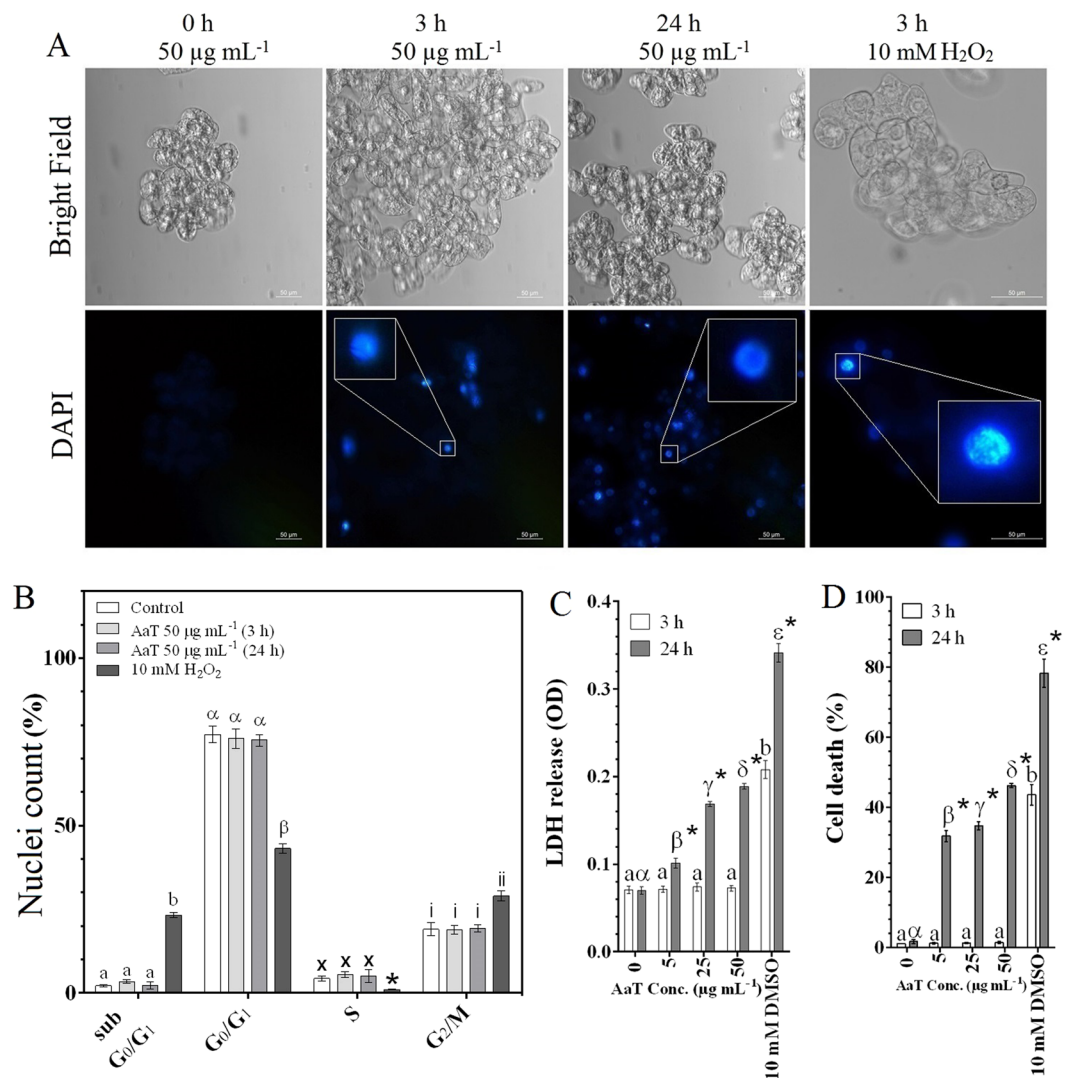 0 h
3 h
24 h
3 h
A
50 µg mL-1
50 µg mL-1
50 µg mL-1
10 mM H2O2
Bright Field
50 µm
50 µm
50 µm
50 µm
DAPI
50 µm
50 µm
50 µm
50 µm
B
Control
AaT 50 µg mL-1 (3 h)
AaT 50 µg mL-1 (24 h)
10 mM H2O2
Nuclei count (%)
100
50
0
a
a
a
b
α
α
α
β
x
x
x
*
i
i
i
ii
sub
G0/G1
G0/G1
S
G2/M
C
3 h
24 h
LDH release (OD)
0.4
0.3
0.2
0.1
0.0
a
α
a
β*
a
γ*
a
δ*
b
ε*
0
5
25
50
10 mM DMSO
AaT Conc. (µg mL-1)
D
3 h
24 h
Cell death (%)
100
80
60
40
20
0
a
α
a
β*
a
γ*
a
δ*
b
ε*
0
5
25
50
10 mM DMSO
AaT Conc. (µg mL-1)